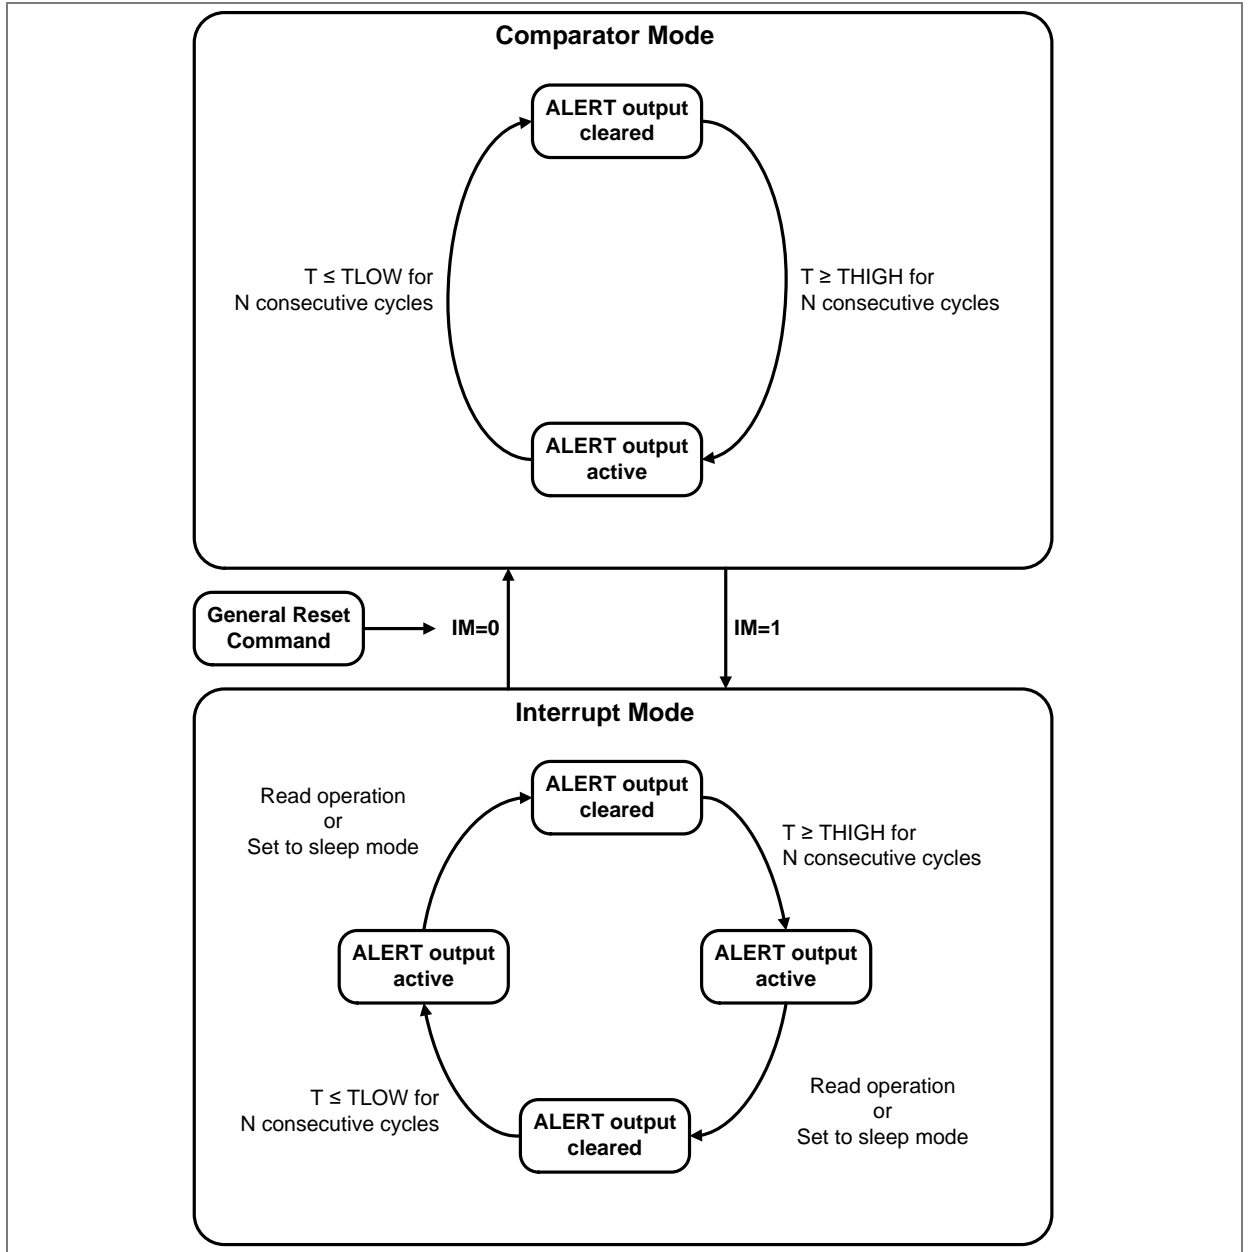 Comparator Mode
ALERT output
cleared
T ≤ TLOW for
N consecutive cycles
T ≥ THIGH for
N consecutive cycles
ALERT output
active
General Reset
Command
IM=0
IM=1
Interrupt Mode
ALERT output
cleared
Read operation
or
Set to sleep mode
T ≥ THIGH for
N consecutive cycles
ALERT output
active
ALERT output
active
T ≤ TLOW for
N consecutive cycles
Read operation
or
Set to sleep mode
ALERT output
cleared